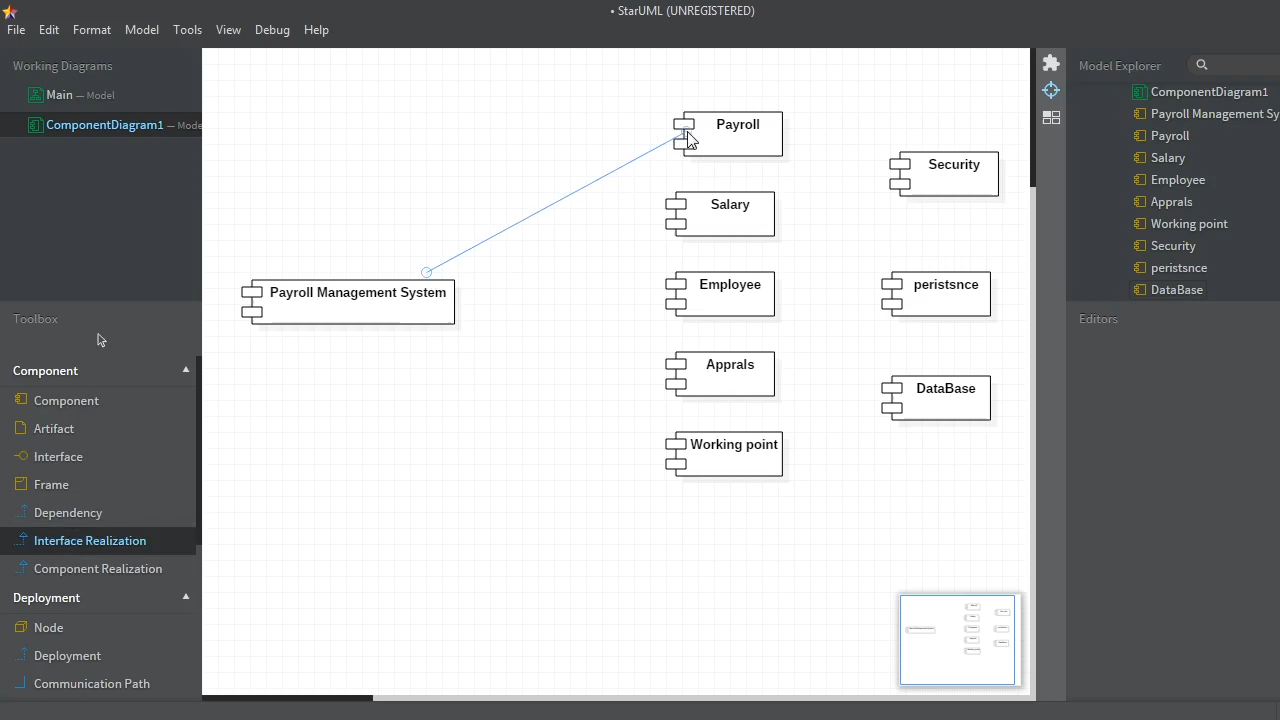 • StarUML (UNREGISTERED)
File Edit Format Model Tools View Debug Help
Working Diagrams
Main — Model
ComponentDiagram1 — Mode
Toolbox
Component
Component
Artifact
Interface
Frame
Dependency
Interface Realization
Component Realization
Deployment
Node
Deployment
Communication Path
Payroll Management System
Payroll
Salary
Employee
Apprals
Working point
Security
peristsnce
DataBase
Model Explorer
ComponentDiagram1
Payroll Management Sy
Payroll
Salary
Employee
Apprals
Working point
Security
peristsnce
DataBase
Editors